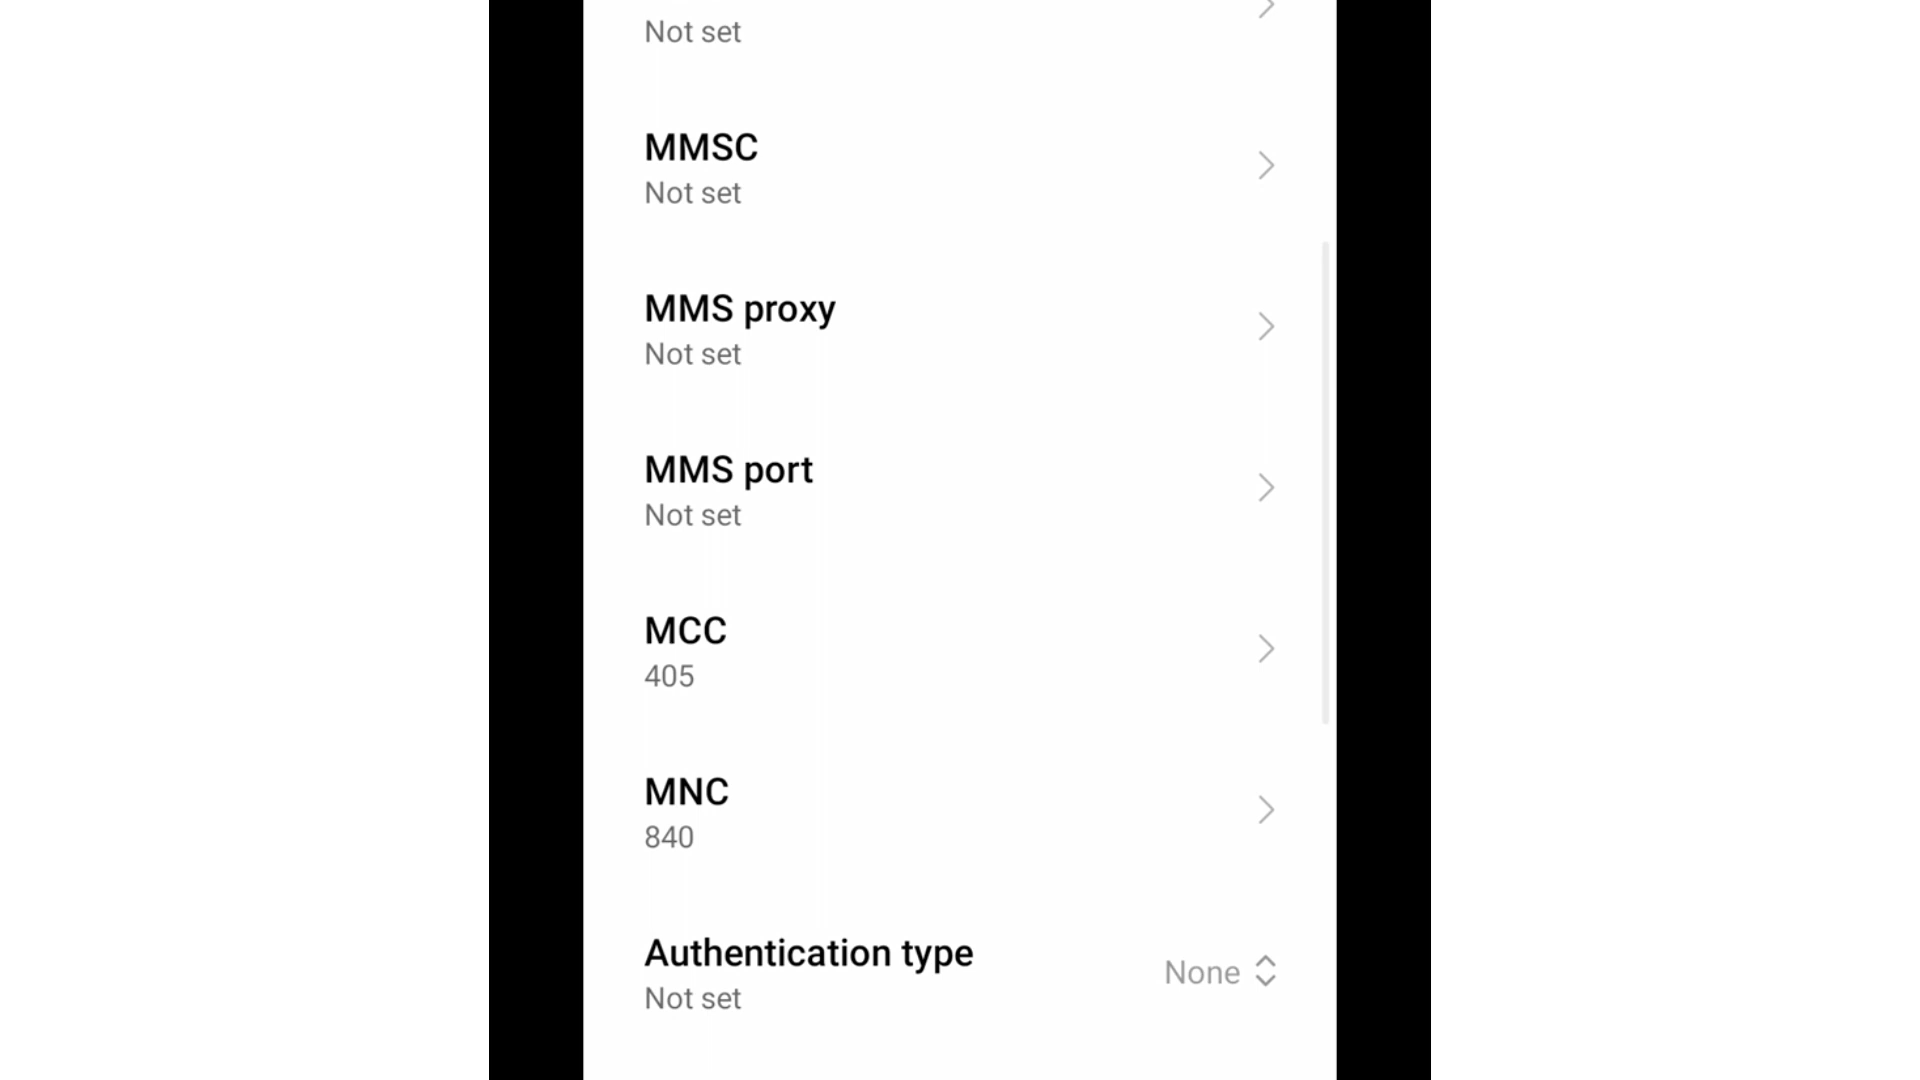 Not set
MMSC
Not set
MMS proxy
Not set
MMS port
Not set
MCC
405
MNC
840
Authentication type
Not set
None